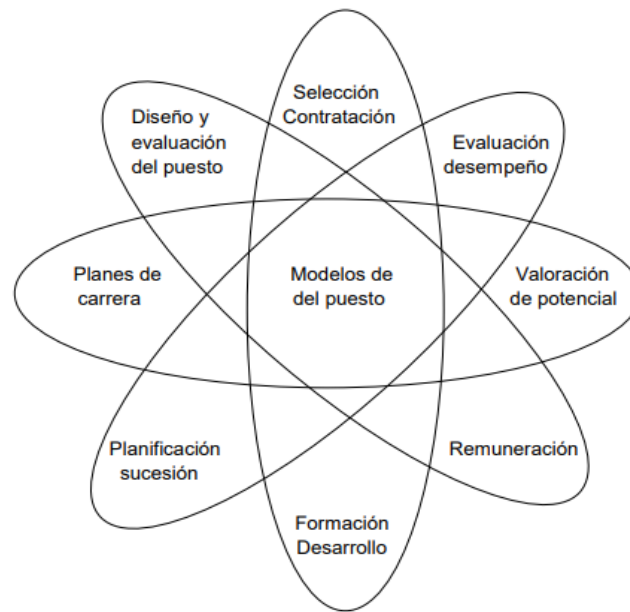 Selección
Contratación
Diseño y
evaluación
del puesto
Evaluación
desempeño
Planes de
carrera
Modelos de
del puesto
Valoración
de potencial
Planificación
sucesión
Remuneración
Formación
Desarrollo